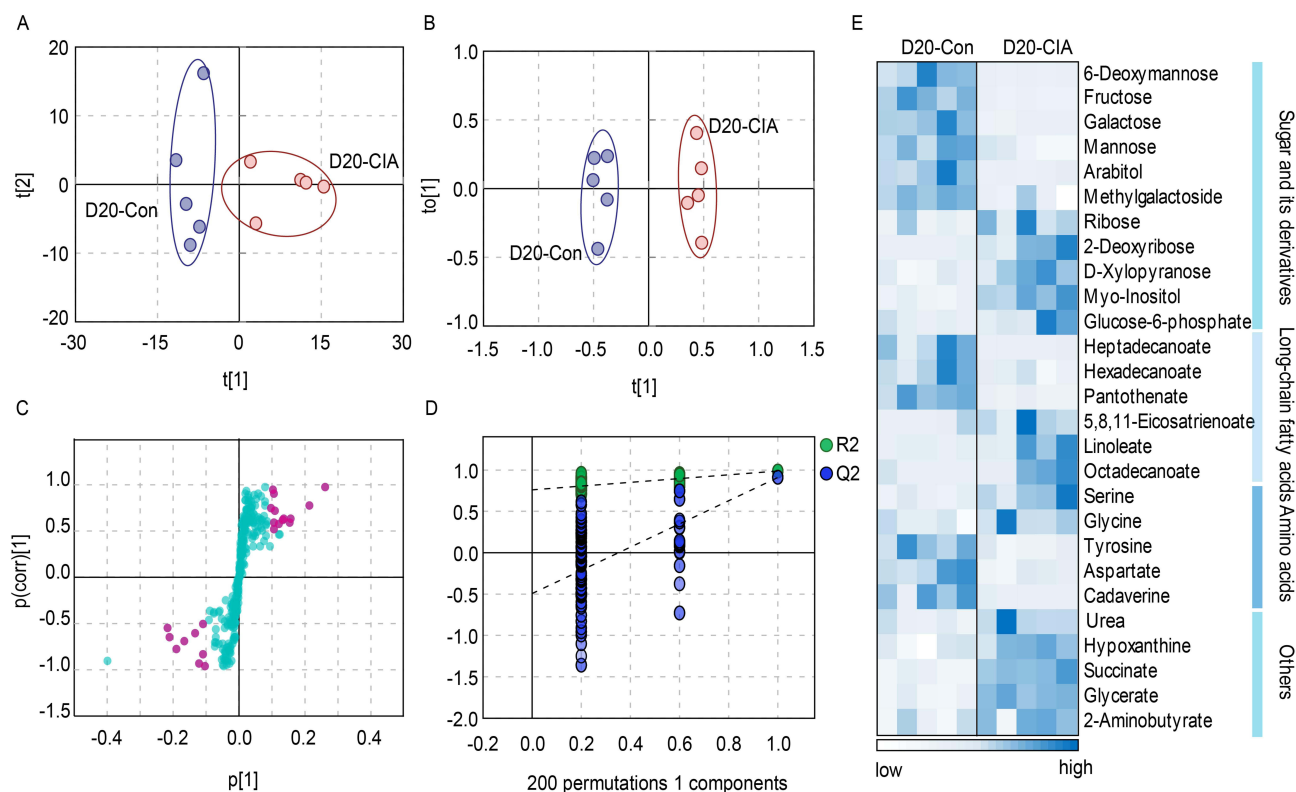 A
20
10
0
-10
-20
t[2]
-30
-15
0
15
30
t[1]
D20-Con
D20-CIA
B
1.0
0.5
0.0
-0.5
-1.0
to[1]
-1.5
-1.0
-0.5
0.0
0.5
1.5
t[1]
D20-CIA
D20-Con
C
1.0
0.5
0.0
-0.5
-1.0
-1.5
p(corr)[1]
-0.4
-0.2
0.0
0.2
0.4
p[1]
D
1.0
0.5
0.0
-0.5
-1.0
-1.5
-2.0
-0.2
0.0
0.2
0.4
0.6
0.8
1.0
200 permutations 1 components
R2
Q2
E
D20-Con
D20-CIA
6-Deoxymannose
Fructose
Galactose
Mannose
Arabitol
Methylgalactoside
Ribose
2-Deoxyribose
D-Xylopyranose
Myo-Inositol
Glucose-6-phosphate
Heptadecanoate
Hexadecanoate
Pantothenate
5,8,11-Eicosatrienoate
Linoleate
Octadecanoate
Serine
Glycine
Tyrosine
Aspartate
Cadaverine
Urea
Hypoxanthine
Succinate
Glycerate
2-Aminobutyrate
Sugar and its derivatives
Long-chain fatty acids
Amino acids
Others
low
high